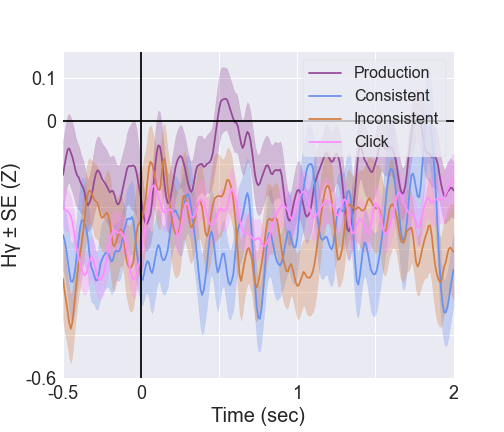 Hγ ± SE (Z)
0.1
0
-0.6
Production
Consistent
Inconsistent
Click
-0.5 0 1 2
Time (sec)